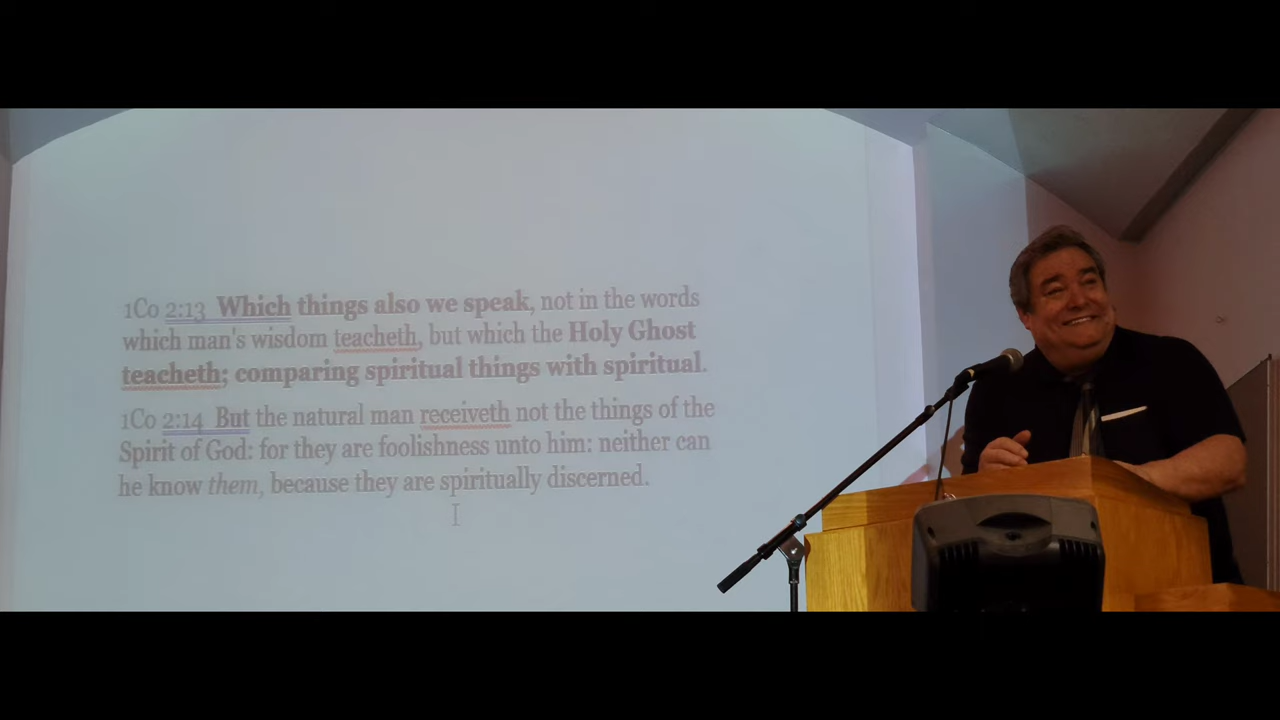 1Co 2:13 Which things also we speak, not in the words
which man's wisdom teacheth, but which the Holy Ghost
teacheth; comparing spiritual things with spiritual.
1Co 2:14 But the natural man receiveth not the things of the
Spirit of God: for they are foolishness unto him: neither can
he know them, because they are spiritually discerned.